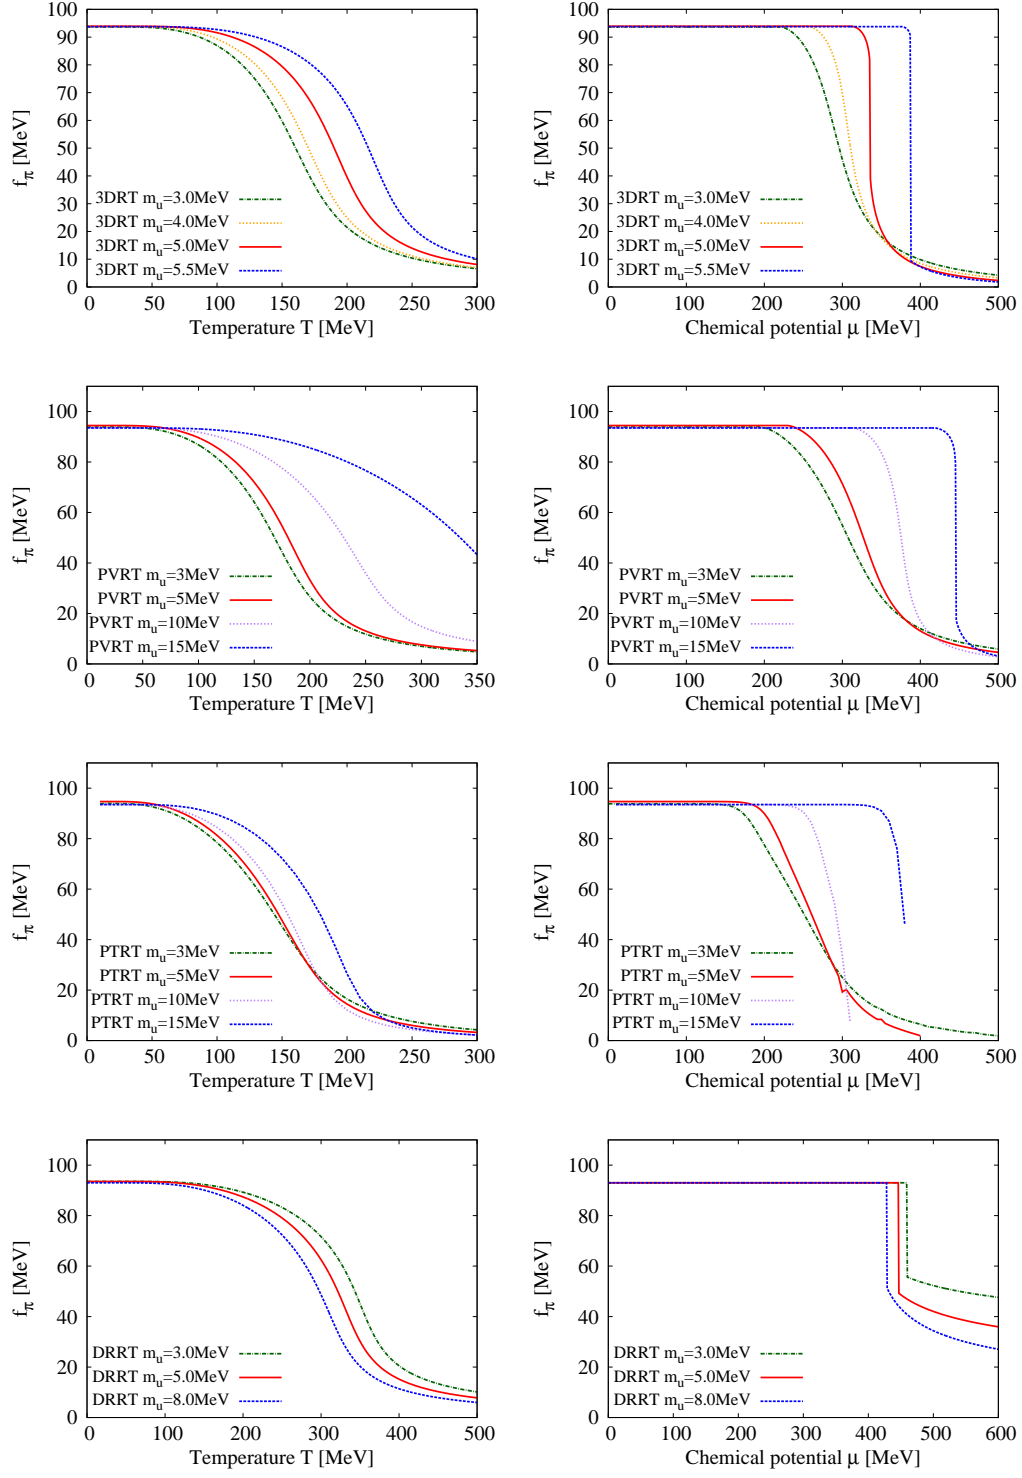 f_π [MeV]
100
90
80
70
60
50
40
30
20
10
0
3DRT m_u=3.0MeV
3DRT m_u=4.0MeV
3DRT m_u=5.0MeV
3DRT m_u=5.5MeV
0 50 100 150 200 250 300
Temperature T [MeV]
f_π [MeV]
100
90
80
70
60
50
40
30
20
10
0
3DRT m_u=3.0MeV
3DRT m_u=4.0MeV
3DRT m_u=5.0MeV
3DRT m_u=5.5MeV
0 100 200 300 400 500
Chemical potential μ [MeV]
f_π [MeV]
100
80
60
40
20
0
PVRT m_u=3MeV
PVRT m_u=5MeV
PVRT m_u=10MeV
PVRT m_u=15MeV
0 50 100 150 200 250 300 350
Temperature T [MeV]
f_π [MeV]
100
80
60
40
20
0
PVRT m_u=3MeV
PVRT m_u=5MeV
PVRT m_u=10MeV
PVRT m_u=15MeV
0 100 200 300 400 500
Chemical potential μ [MeV]
f_π [MeV]
100
80
60
40
20
0
PTRT m_u=3MeV
PTRT m_u=5MeV
PTRT m_u=10MeV
PTRT m_u=15MeV
0 50 100 150 200 250 300
Temperature T [MeV]
f_π [MeV]
100
80
60
40
20
0
PTRT m_u=3MeV
PTRT m_u=5MeV
PTRT m_u=10MeV
PTRT m_u=15MeV
0 100 200 300 400 500
Chemical potential μ [MeV]
f_π [MeV]
100
80
60
40
20
0
DRRT m_u=3.0MeV
DRRT m_u=5.0MeV
DRRT m_u=8.0MeV
0 100 200 300 400 500
Temperature T [MeV]
f_π [MeV]
100
80
60
40
20
0
DRRT m_u=3.0MeV
DRRT m_u=5.0MeV
DRRT m_u=8.0MeV
0 100 200 300 400 500 600
Chemical potential μ [MeV]